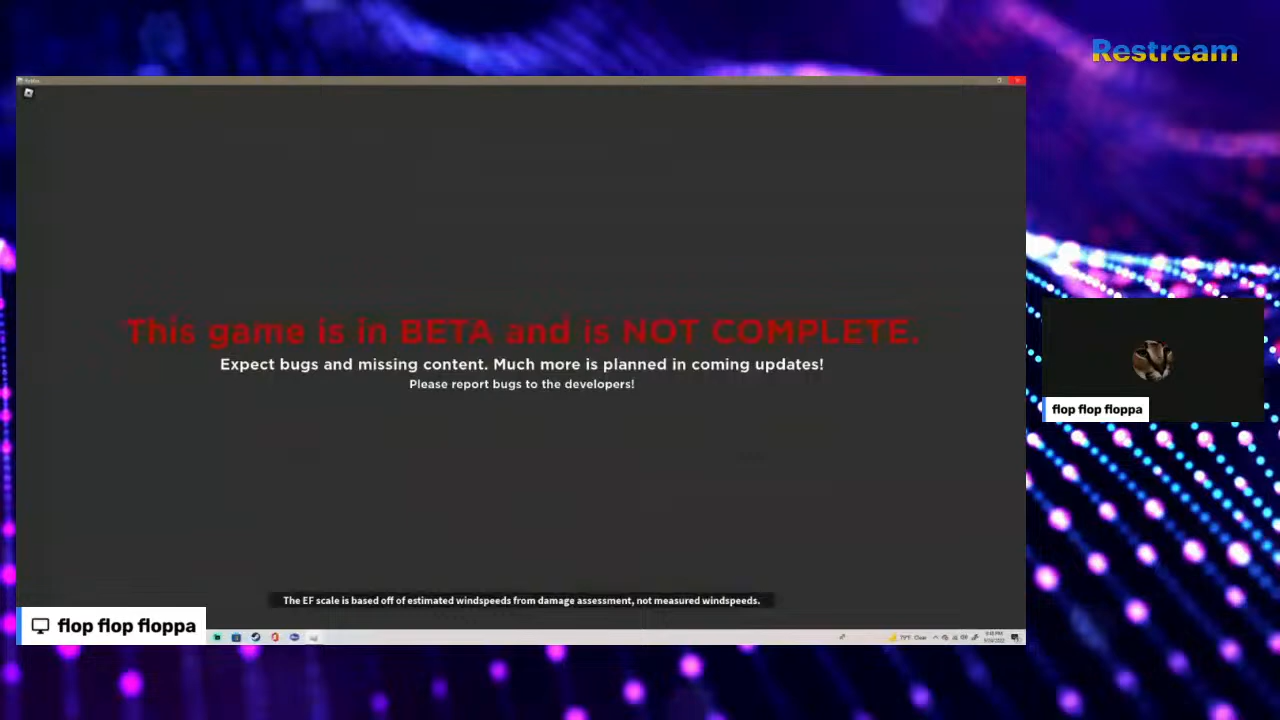 Restream
Roblox
This game is in BETA and is NOT COMPLETE.
Expect bugs and missing content. Much more is planned in coming updates!
Please report bugs to the developers!
flop flop floppa
The EF scale is based off of estimated windspeeds from damage assessment, not measured windspeeds.
flop flop floppa